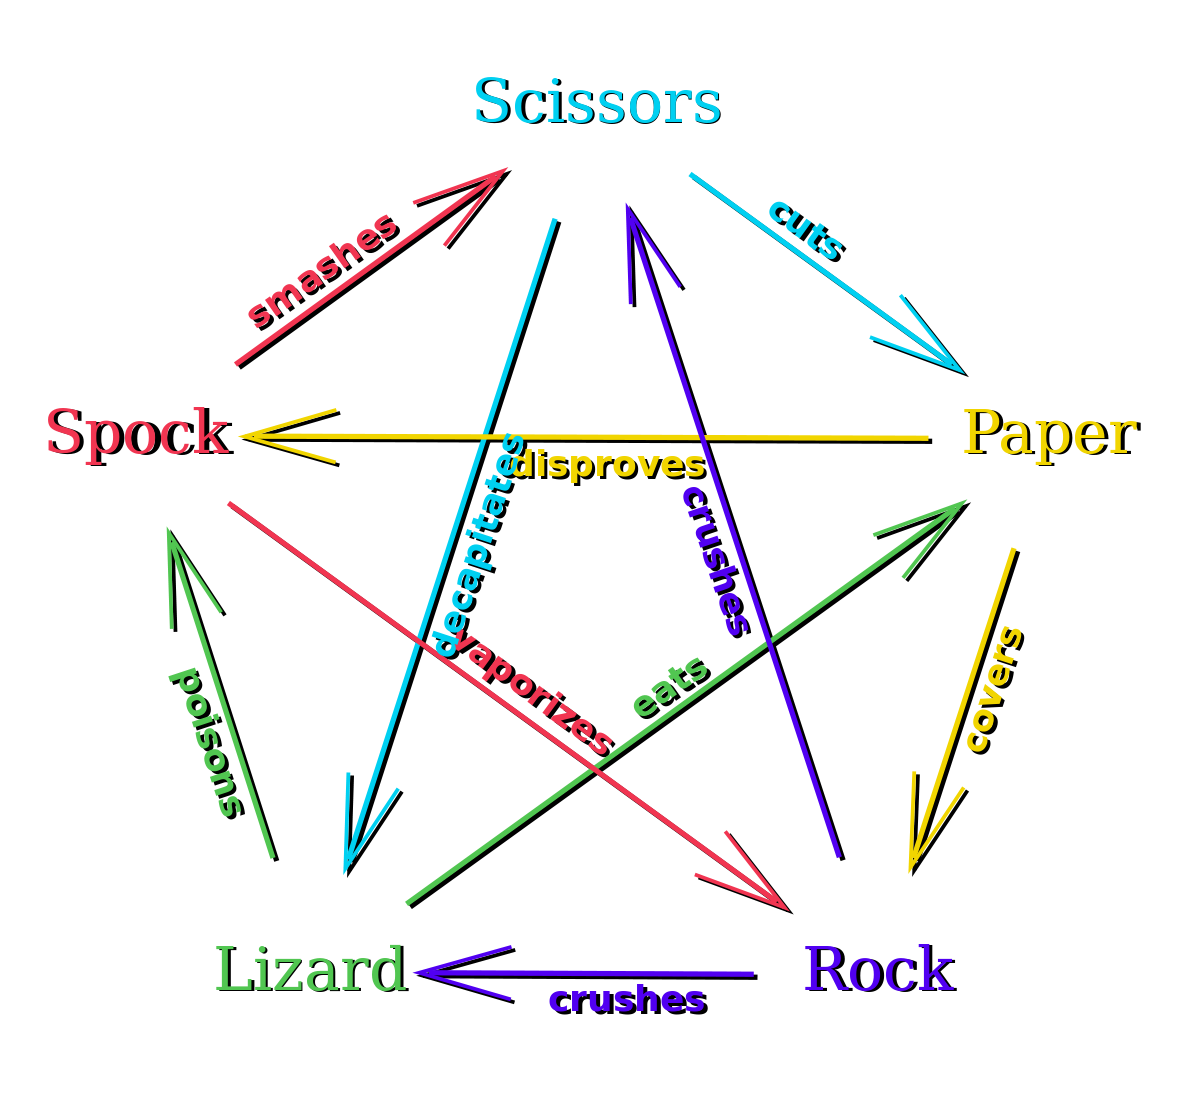 Scissors
cuts
smashes
Spock
Paper
disproves
decapitates
crushes
covers
vaporizes
eats
poisons
Lizard
Rock
crushes